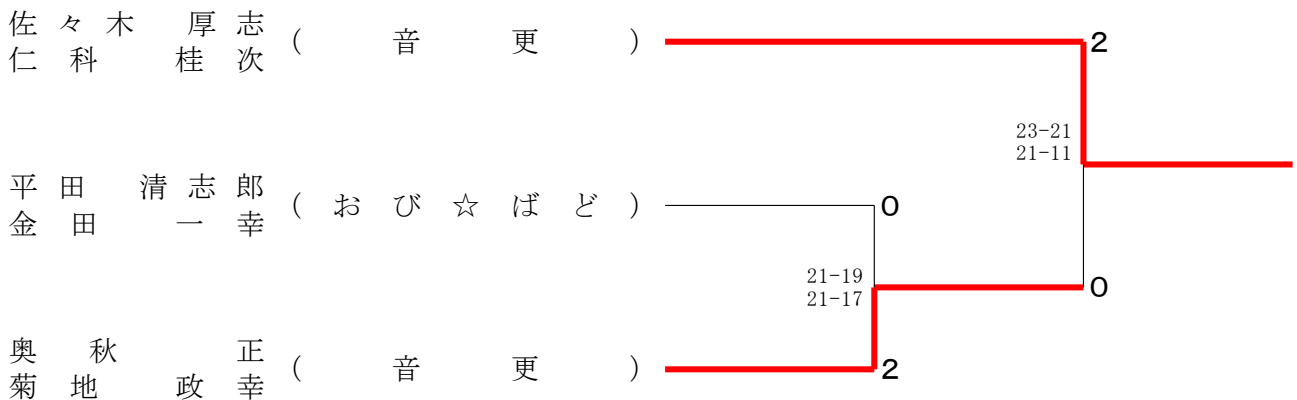 佐々木 厚志
仁科 桂次
( 音更 )
2
23-21
21-11
平田 清志郎
金田 一幸
( おび☆ばど )
0
21-19
21-17
0
奥秋 正
菊地 政幸
( 音更 )
2